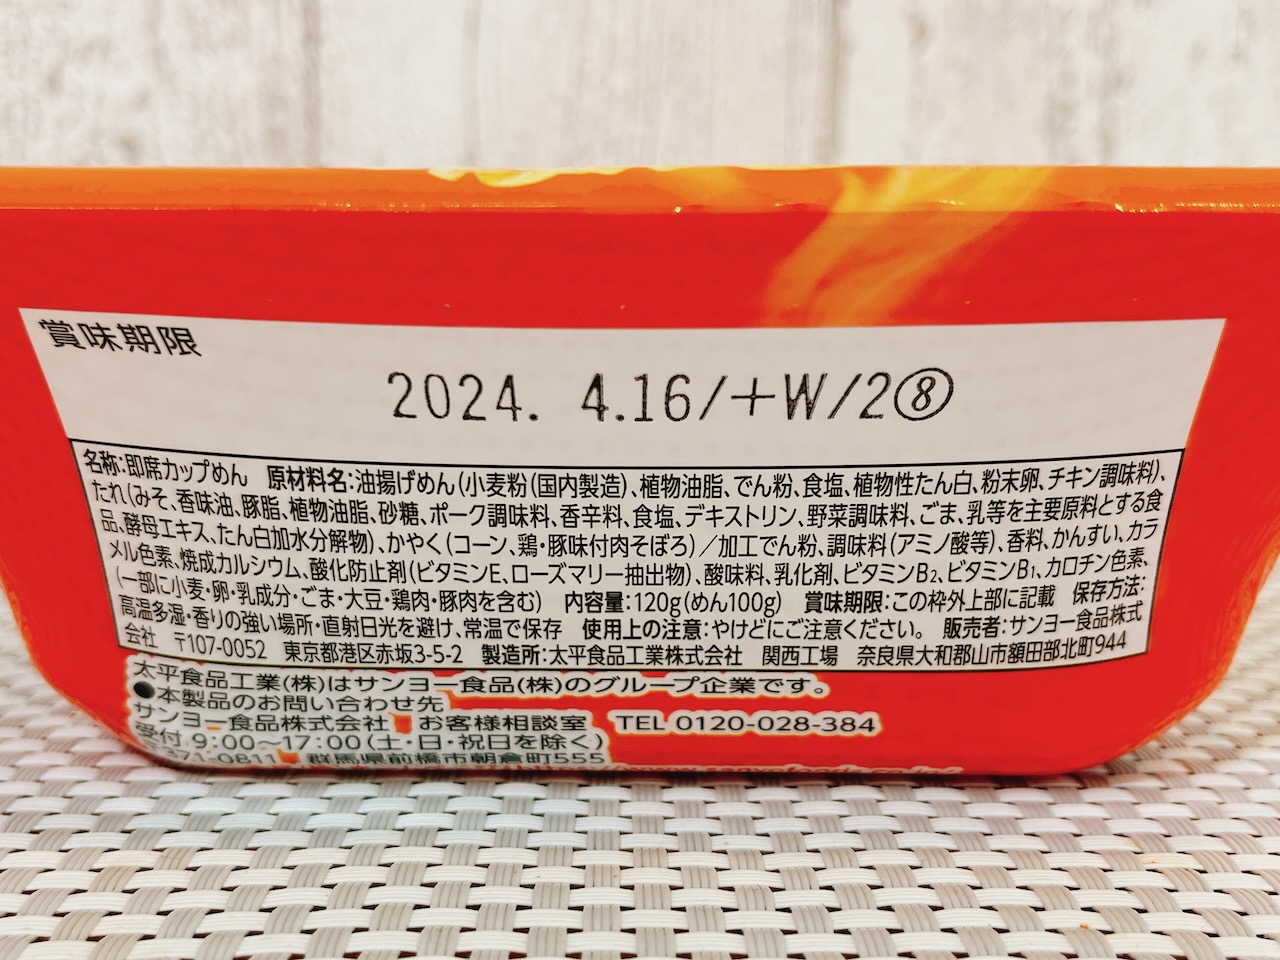 賞味期限
2024. 4.16/+W/2⑧
名称:即席カップめん 原材料名:油揚げめん(小麦粉(国内製造)、植物油脂、でん粉、食塩、植物性たん白、粉末卵、チキン調味料)、
たれ(みそ、香味油、豚脂、植物油脂、砂糖、ポーク調味料、香辛料、食塩、デキストリン、野菜調味料、ごま、乳等を主要原料とする食
品、酵母エキス、たん白加水分解物)、かやく(コーン、鶏・豚味付肉そぼろ)/加工でん粉、調味料(アミノ酸等)、香料、かんすい、カラ
メル色素、焼成カルシウム、酸化防止剤(ビタミンE、ローズマリー抽出物)、酸味料、乳化剤、ビタミンB₂、ビタミンB₁、カロチン色素、
(一部に小麦・卵・乳成分・ごま・大豆・鶏肉・豚肉を含む) 内容量:120g(めん100g) 賞味期限:この枠外上部に記載 保存方法:
高温多湿・香りの強い場所・直射日光を避け、常温で保存 使用上の注意:やけどにご注意ください。 販売者:サンヨー食品株式
会社 〒107-0052 東京都港区赤坂3-5-2 製造所:太平食品工業株式会社 関西工場 奈良県大和郡山市額田部北町944
太平食品工業(株)はサンヨー食品(株)のグループ企業です。
●本製品のお問い合わせ先
サンヨー食品株式会社 お客様相談室 TEL 0120-028-384
受付 9:00~17:00(土・日・祝日を除く)
〒371-0811 群馬県前橋市朝倉町555